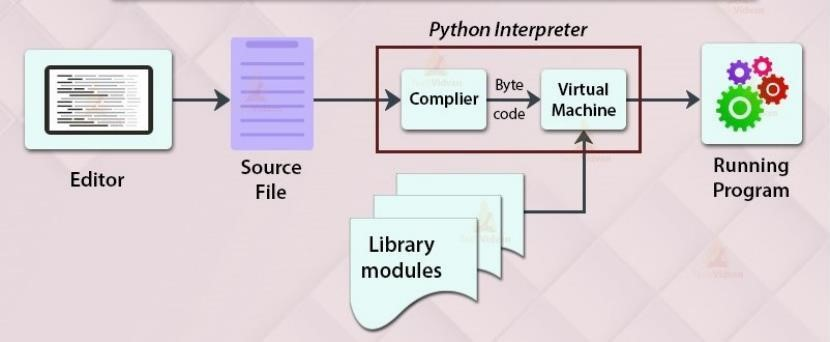 Python Interpreter
Complier
Byte
code
Virtual
Machine
Editor
Source
File
Running
Program
Library
modules